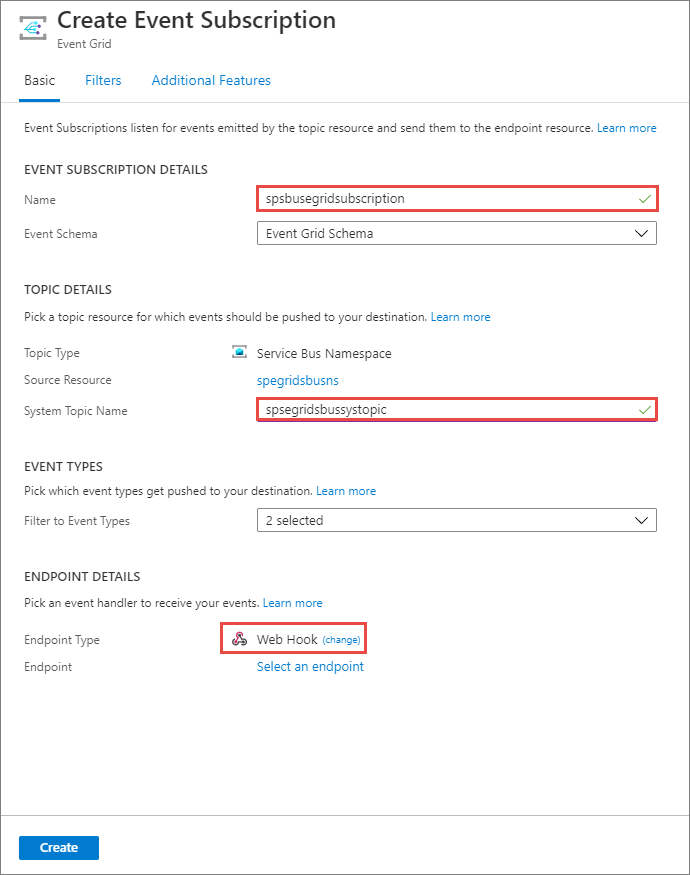 Create Event Subscription
Event Grid
Basic Filters Additional Features
Event Subscriptions listen for events emitted by the topic resource and send them to the endpoint resource. Learn more
EVENT SUBSCRIPTION DETAILS
Name spsbusegridsubscription
Event Schema Event Grid Schema
TOPIC DETAILS
Pick a topic resource for which events should be pushed to your destination. Learn more
Topic Type Service Bus Namespace
Source Resource spegridsbusns
System Topic Name spsegridsbussystopic
EVENT TYPES
Pick which event types get pushed to your destination. Learn more
Filter to Event Types 2 selected
ENDPOINT DETAILS
Pick an event handler to receive your events. Learn more
Endpoint Type Web Hook (change)
Endpoint Select an endpoint
Create